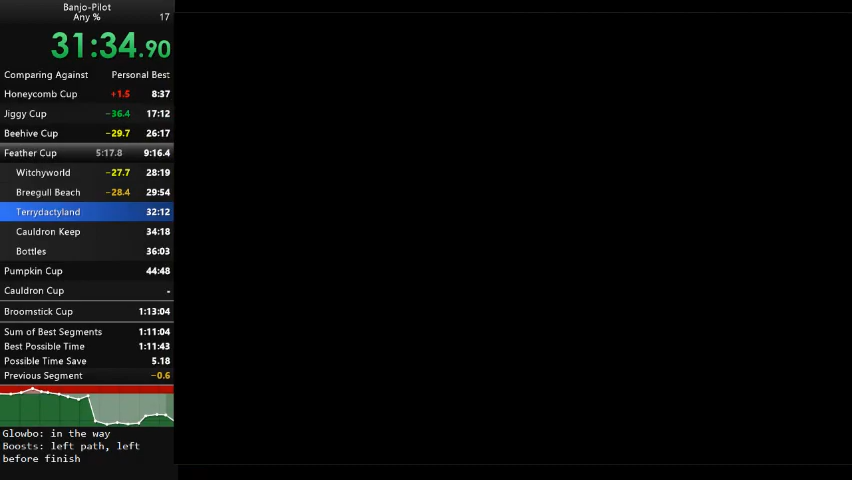 Banjo-Pilot
Any % 17
31:34.90
Comparing Against Personal Best
Honeycomb Cup +1.5 8:37
Jiggy Cup −36.4 17:12
Beehive Cup −29.7 26:17
Feather Cup 5:17.8 9:16.4
Witchyworld −27.7 28:19
Breegull Beach −28.4 29:54
Terrydactyland 32:12
Cauldron Keep 34:18
Bottles 36:03
Pumpkin Cup 44:48
Cauldron Cup -
Broomstick Cup 1:13:04
Sum of Best Segments 1:11:04
Best Possible Time 1:11:43
Possible Time Save 5.18
Previous Segment −0.6
Glowbo: in the way
Boosts: left path, left
before finish